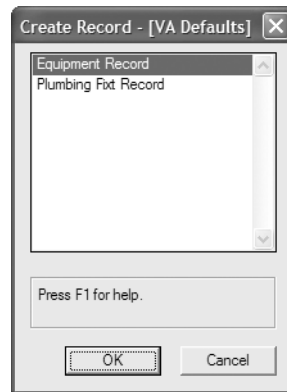 Create Record - [VA Defaults]
Equipment Record
Plumbing Fixt Record
Press F1 for help.
OK
Cancel